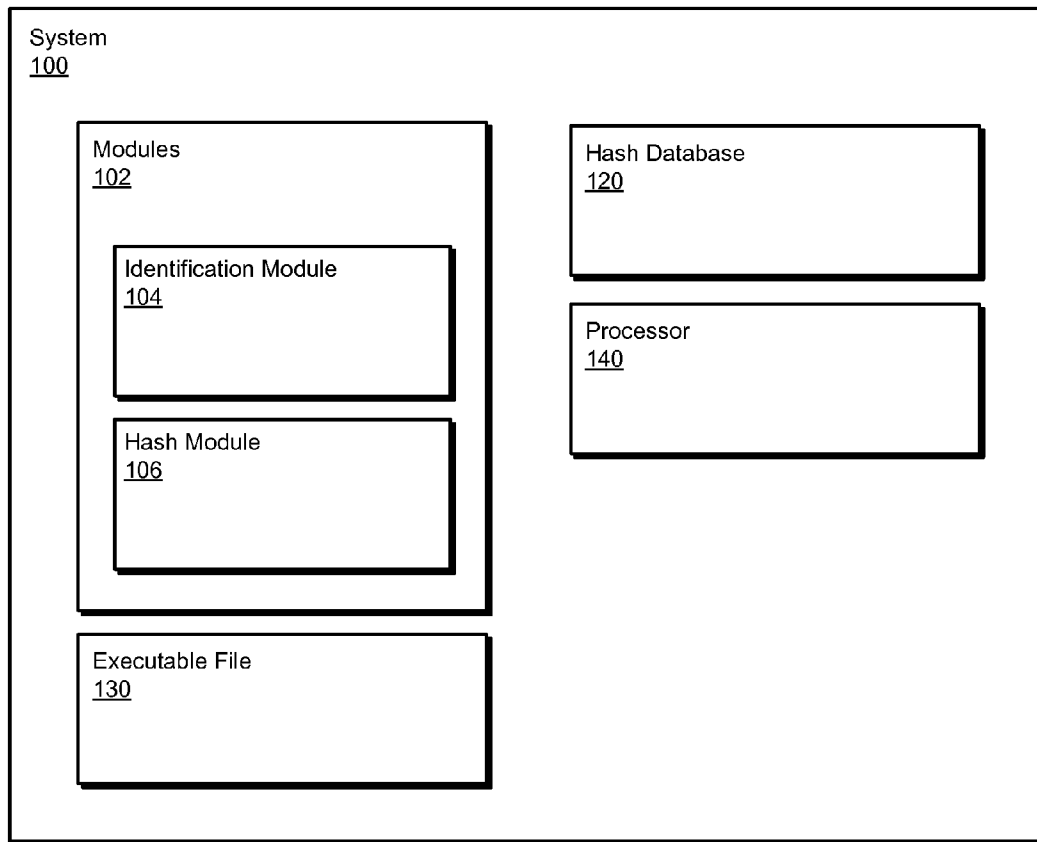 System
100
Modules
102
Identification Module
104
Hash Module
106
Executable File
130
Hash Database
120
Processor
140